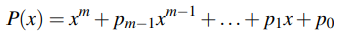 P(x) = x^m + p_{m−1}x^{m−1} + … + p_1x + p_0